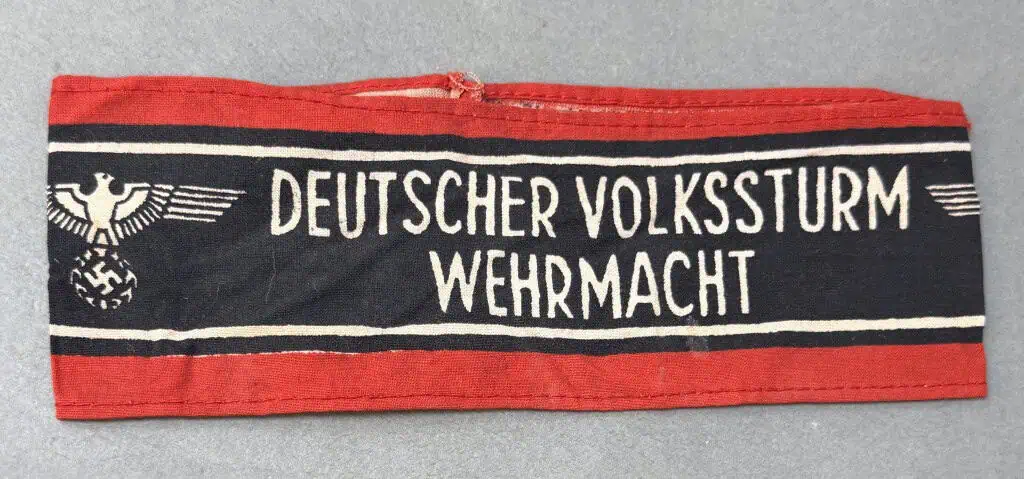 DEUTSCHER VOLKSSTURM
WEHRMACHT